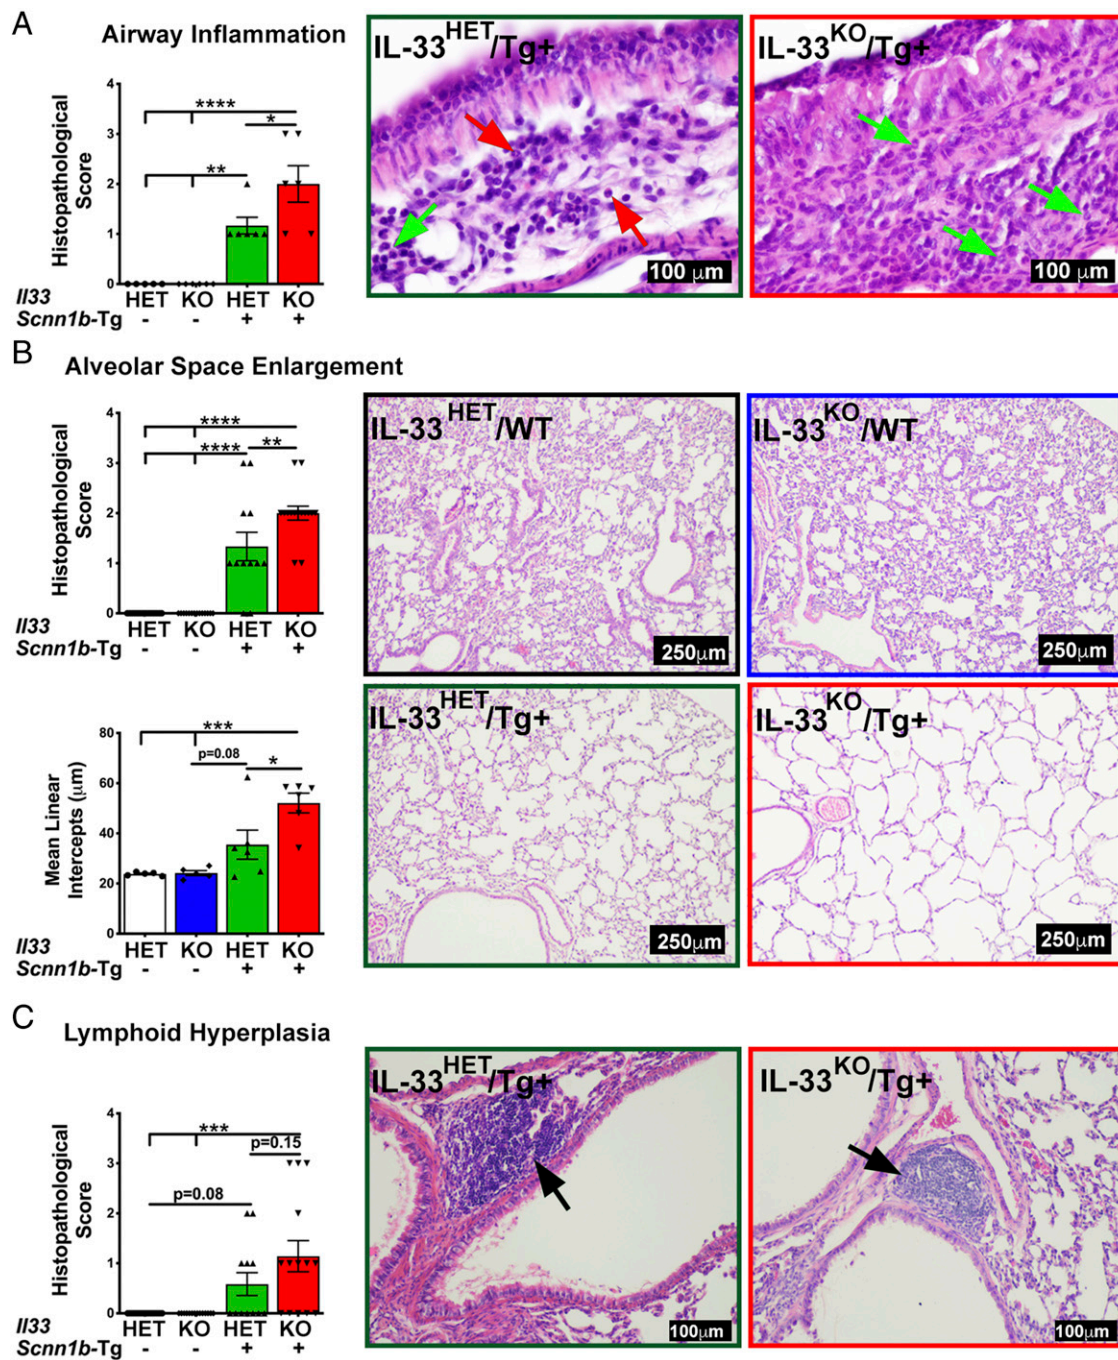 A
Airway Inflammation
Histopathological
Score
4
3
2
1
0
****
*
**
HET KO HET KO
Il33
Scnn1b-Tg - - + +
IL-33HET/Tg+
100 μm
IL-33KO/Tg+
100 μm
B
Alveolar Space Enlargement
Histopathological
Score
4
3
2
1
0
****
**** **
HET KO HET KO
Il33
Scnn1b-Tg - - + +
IL-33HET/WT
250μm
IL-33KO/WT
250μm
Mean Linear
Intercepts (μm)
80
60
40
20
0
***
p=0.08
*
HET KO HET KO
Il33
Scnn1b-Tg - - + +
IL-33HET/Tg+
250μm
IL-33KO/Tg+
250μm
C
Lymphoid Hyperplasia
Histopathological
Score
4
3
2
1
0
***
p=0.15
p=0.08
HET KO HET KO
Il33
Scnn1b-Tg - - + +
IL-33HET/Tg+
100μm
IL-33KO/Tg+
100μm